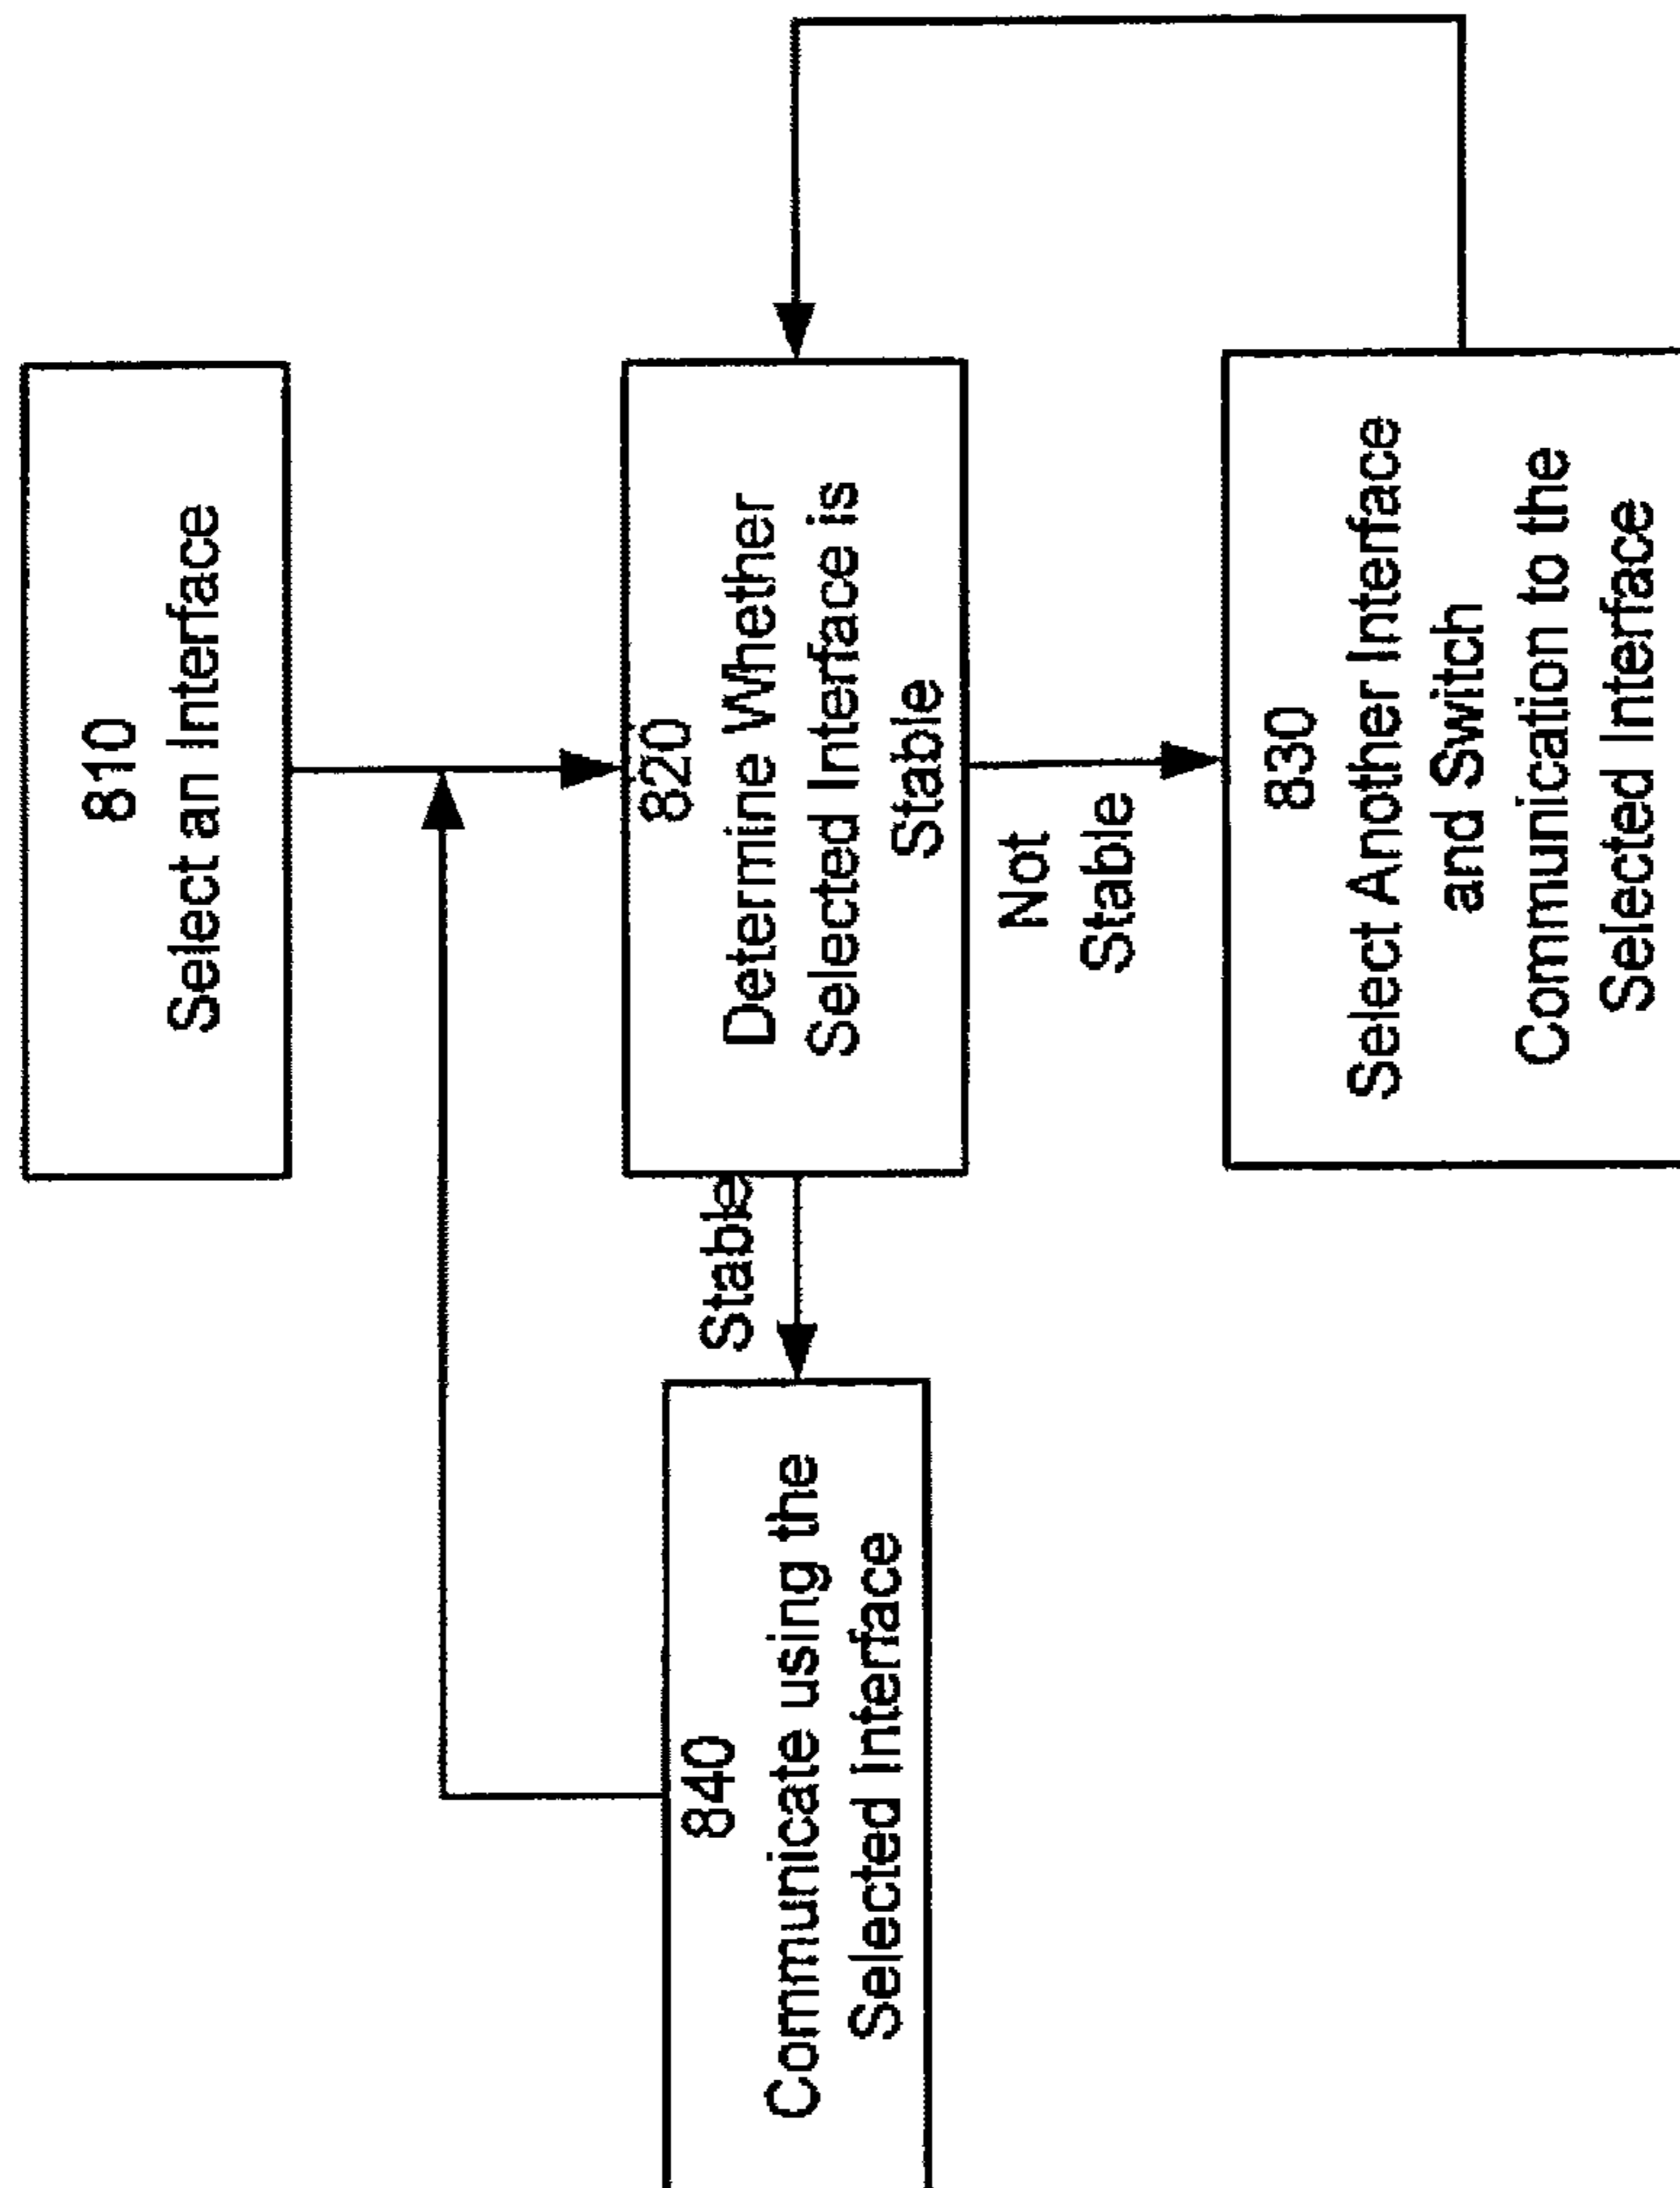 810
Select an Interface
820
Determine Whether
Selected Interface is
Stable
Stable
Not
Stable
830
Select Another Interface
and Switch
Communication to the
Selected Interface
840
Communicate using the
Selected Interface